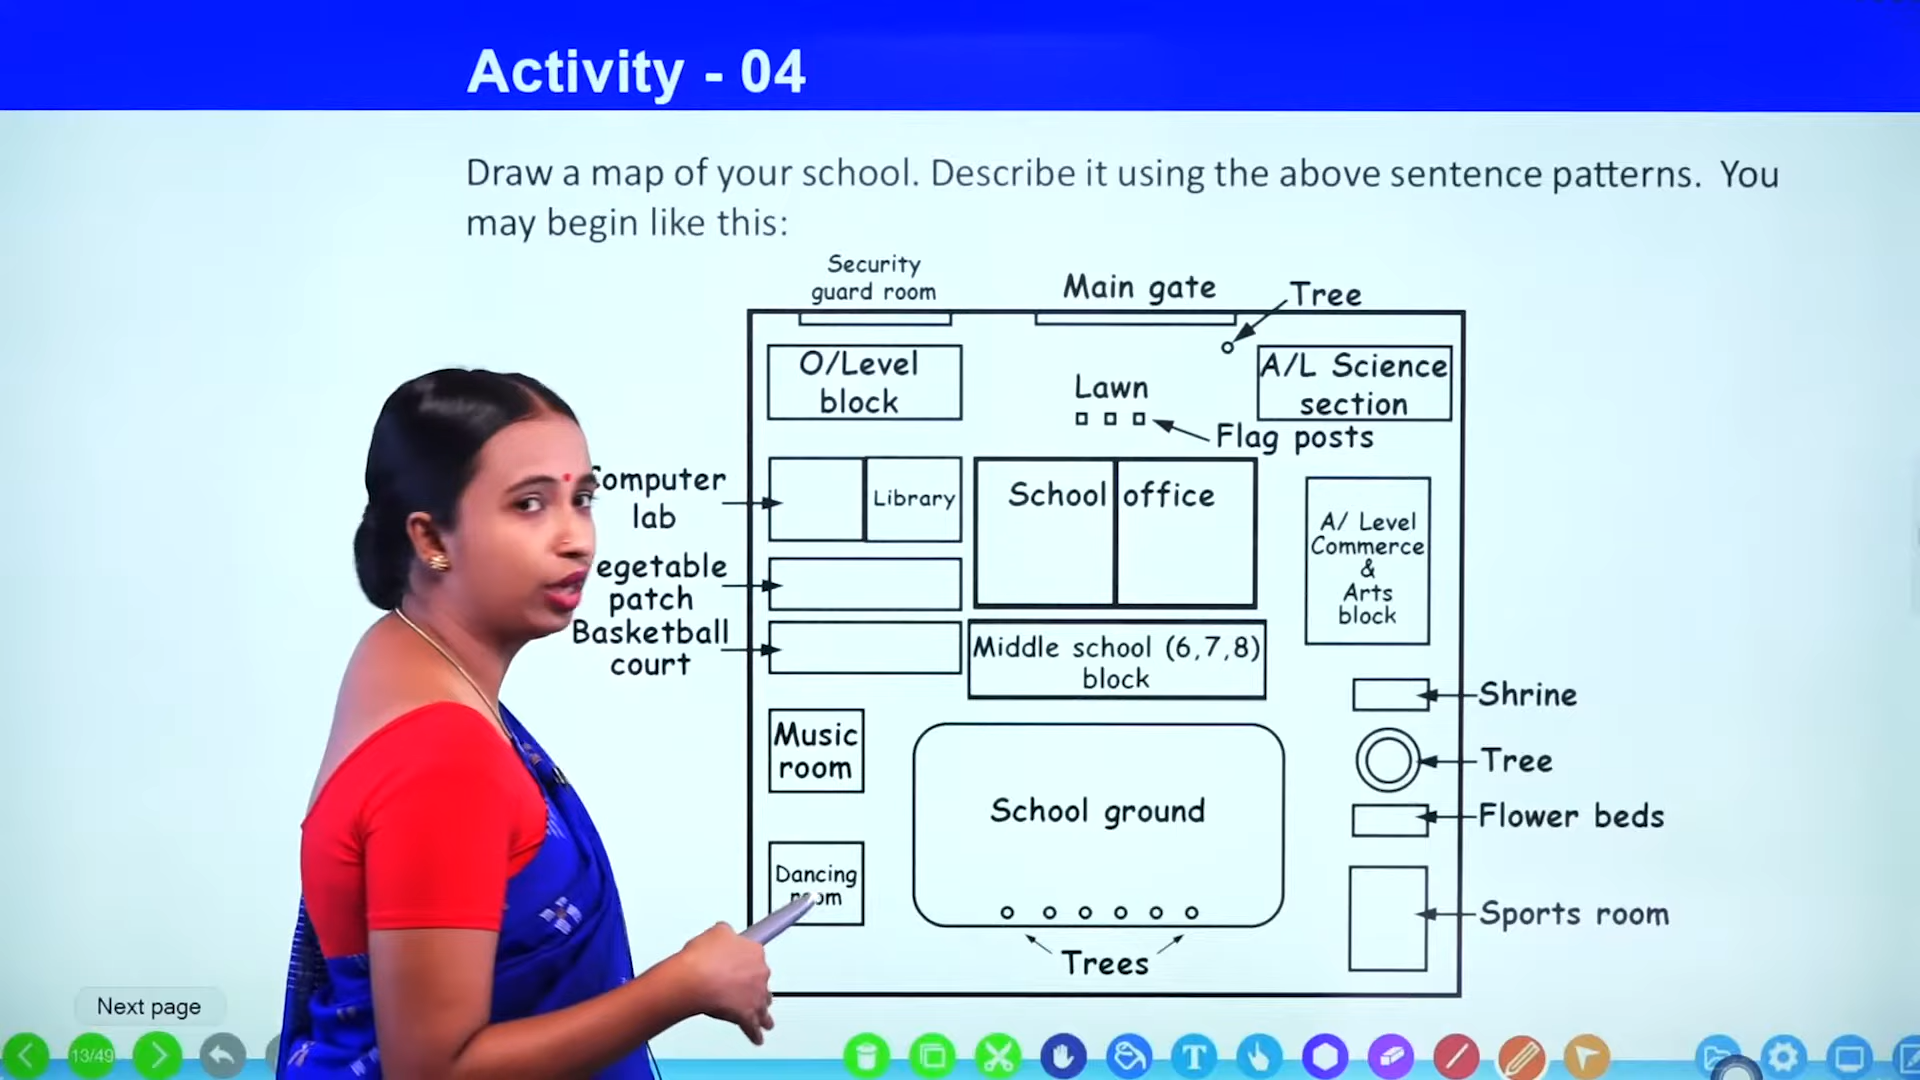 Activity - 04
Draw a map of your school. Describe it using the above sentence patterns. You
may begin like this:
Security
guard room
Main gate
Tree
O/Level
block
Lawn
A/L Science
section
Flag posts
omputer
lab
Library
School office
A/ Level
Commerce
&
Arts
block
egetable
patch
Basketball
court
Middle school (6,7,8)
block
Shrine
Music
room
Tree
School ground
Flower beds
Dancing
room
Sports room
Trees
Next page
13/49
T